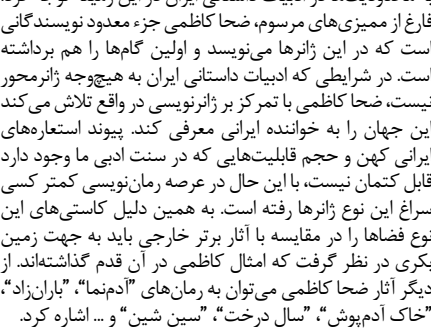 فارغ از ممیزی‌های مرسوم، ضحا کاظمی جزء معدود نویسندگانی
است که در این ژانرها می‌نویسد و اولین گام‌ها را هم برداشته
است. در شرایطی که ادبیات داستانی ایران به هیچ‌وجه ژانرمحور
نیست، ضحا کاظمی با تمرکز بر ژانرنویسی در واقع تلاش می‌کند
این جهان را به خواننده ایرانی معرفی کند. پیوند استعاره‌های
ایرانی کهن و حجم قابلیت‌هایی که در سنت ادبی ما وجود دارد
قابل کتمان نیست، با این حال در عرصه رمان‌نویسی کمتر کسی
سراغ این نوع ژانرها رفته است. به همین دلیل کاستی‌های این
نوع فضاها را در مقایسه با آثار برتر خارجی باید به جهت زمین
بکری در نظر گرفت که امثال کاظمی در آن قدم گذاشته‌اند. از
دیگر آثار ضحا کاظمی می‌توان به رمان‌های "آدم‌نما"، "باران‌زاد"،
"خاک آدم‌پوش"، "سال درخت"، "سین شین" و ... اشاره کرد.